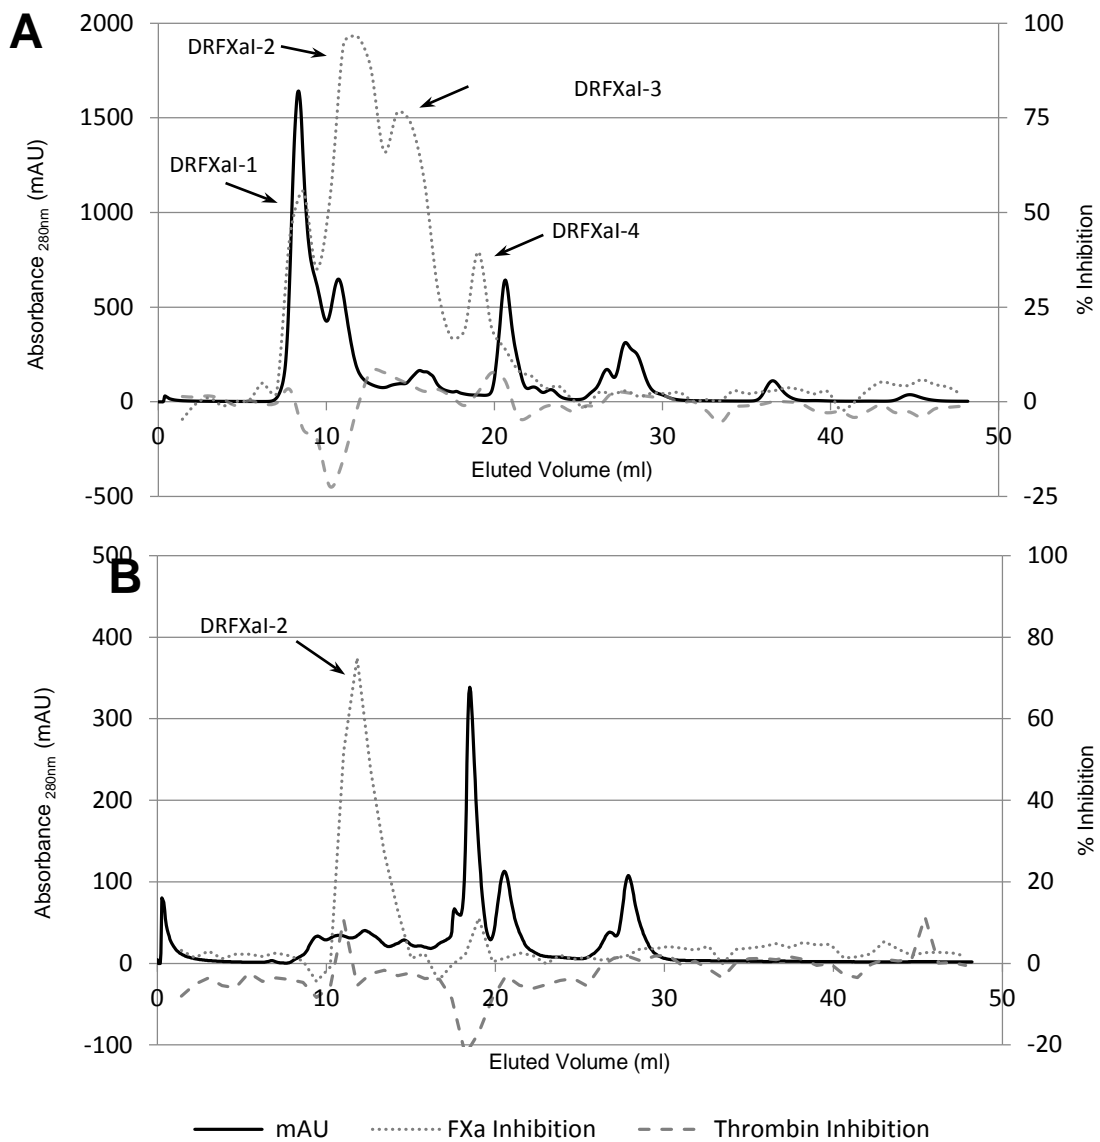 A
2000
1500
1000
500
0
-500
Absorbance 280nm (mAU)
100
75
50
25
0
-25
% Inhibition
DRFXaI-2
DRFXaI-3
DRFXaI-1
DRFXaI-4
0 10 20 30 40 50
Eluted Volume (ml)
B
500
400
300
200
100
0
-100
Absorbance 280nm (mAU)
100
80
60
40
20
0
-20
% Inhibition
DRFXaI-2
0 10 20 30 40 50
Eluted Volume (ml)
mAU FXa Inhibition Thrombin Inhibition